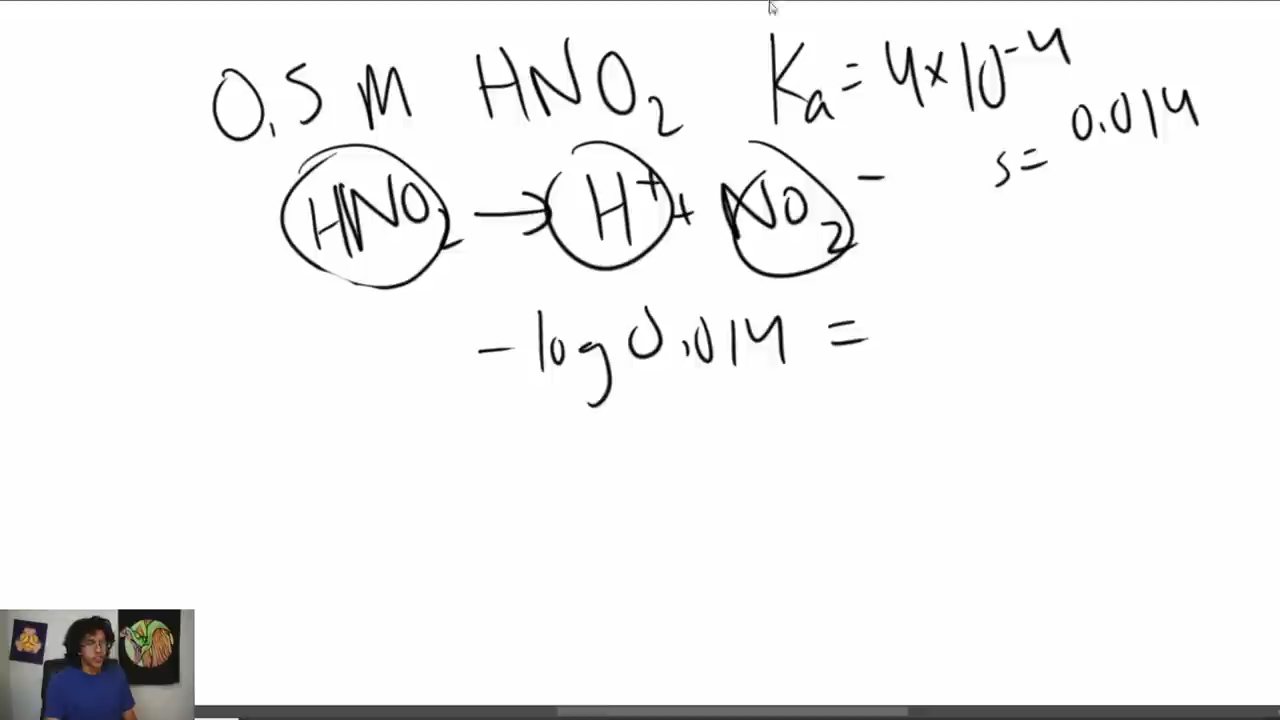 0.5 M HNO₂ Ka = 4×10⁻⁴
s = 0.014
HNO₂ → H⁺ + NO₂⁻
-log 0.014 =